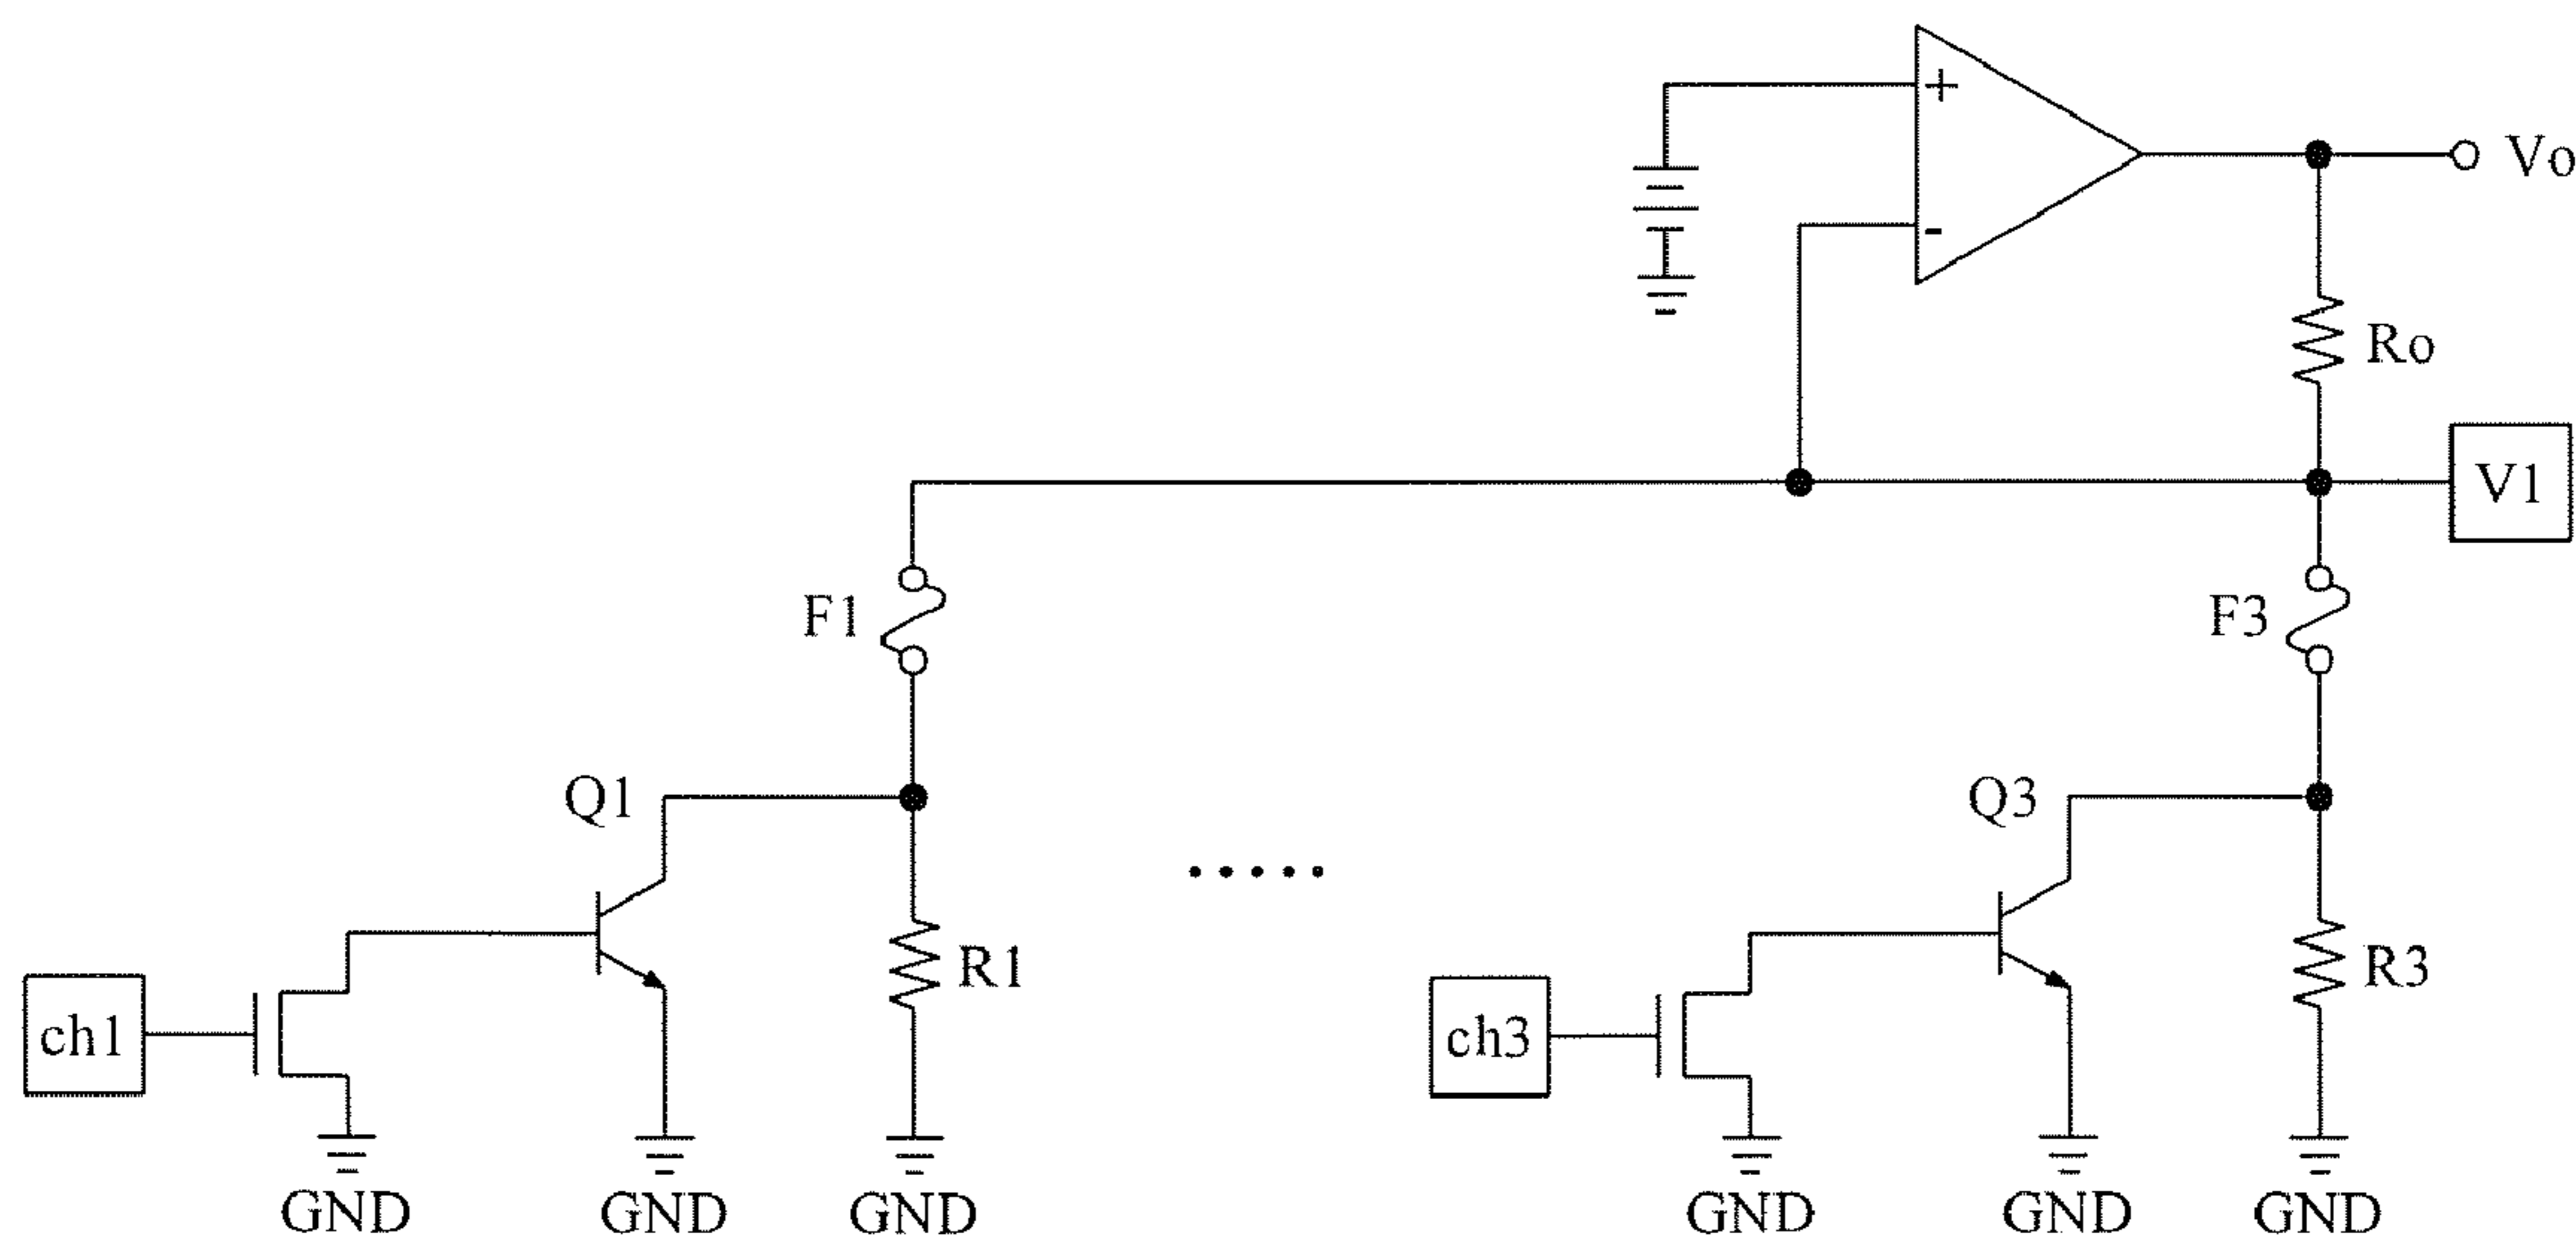 +
Vo
-
Ro
V1
F1
F3
Q1
Q3
R1
R3
ch1
ch3
GND
GND
GND
GND
GND
GND